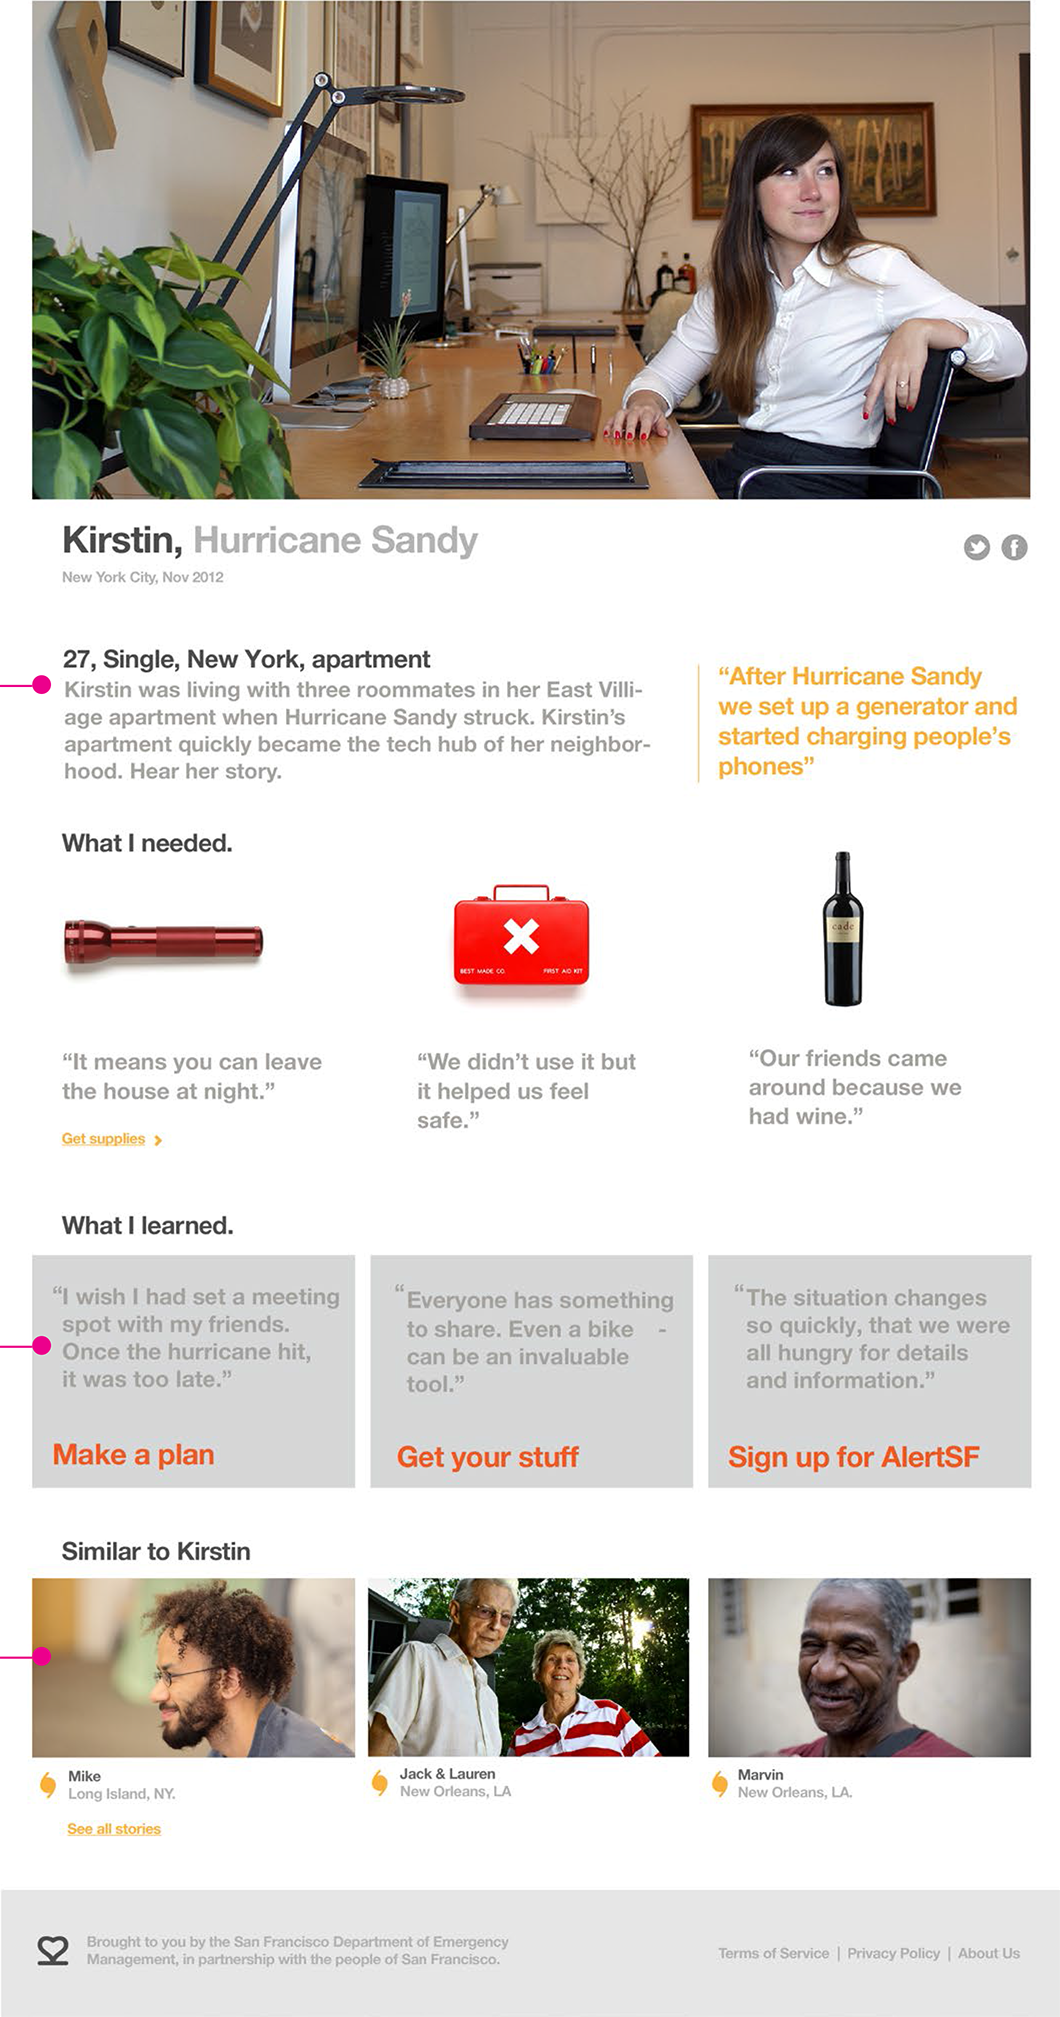 Kirstin, Hurricane Sandy
New York City, Nov 2012
27, Single, New York, apartment
Kirstin was living with three roommates in her East Villi-
age apartment when Hurricane Sandy struck. Kirstin’s
apartment quickly became the tech hub of her neighbor-
hood. Hear her story.
“After Hurricane Sandy
we set up a generator and
started charging people’s
phones”
What I needed.
cade
BEST MADE CO. FIRST AID KIT
“It means you can leave
the house at night.”
Get supplies
“We didn’t use it but
it helped us feel
safe.”
“Our friends came
around because we
had wine.”
What I learned.
“I wish I had set a meeting
spot with my friends.
Once the hurricane hit,
it was too late.”
Make a plan
“Everyone has something
to share. Even a bike -
can be an invaluable
tool.”
Get your stuff
“The situation changes
so quickly, that we were
all hungry for details
and information.”
Sign up for AlertSF
Similar to Kirstin
Mike
Long Island, NY.
Jack & Lauren
New Orleans, LA
Marvin
New Orleans, LA.
See all stories
Brought to you by the San Francisco Department of Emergency
Management, in partnership with the people of San Francisco.
Terms of Service | Privacy Policy | About Us